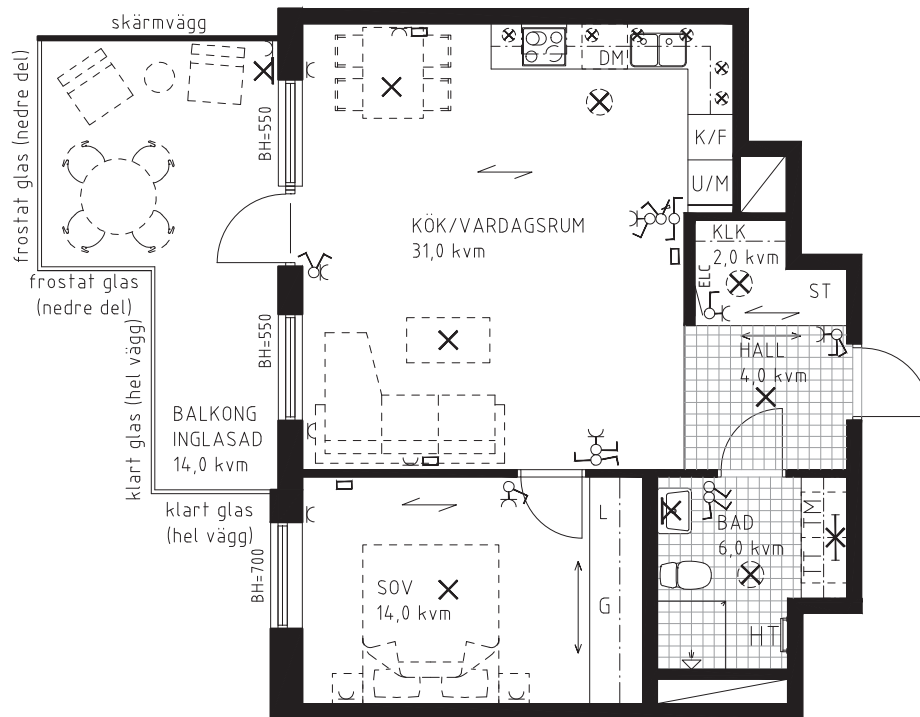 skärmvägg
frostat glas (nedre del)
BH=550
DM
K/F
U/M
KÖK/VARDAGSRUM
31,0 kvm
KLK
2,0 kvm
ELC
ST
frostat glas
(nedre del)
klart glas (hel vägg)
BH=550
HALL
4,0 kvm
BALKONG
INGLASAD
14,0 kvm
klart glas
(hel vägg)
BH=700
L
G
SOV
14,0 kvm
BAD
6,0 kvm
TM
TT
HT